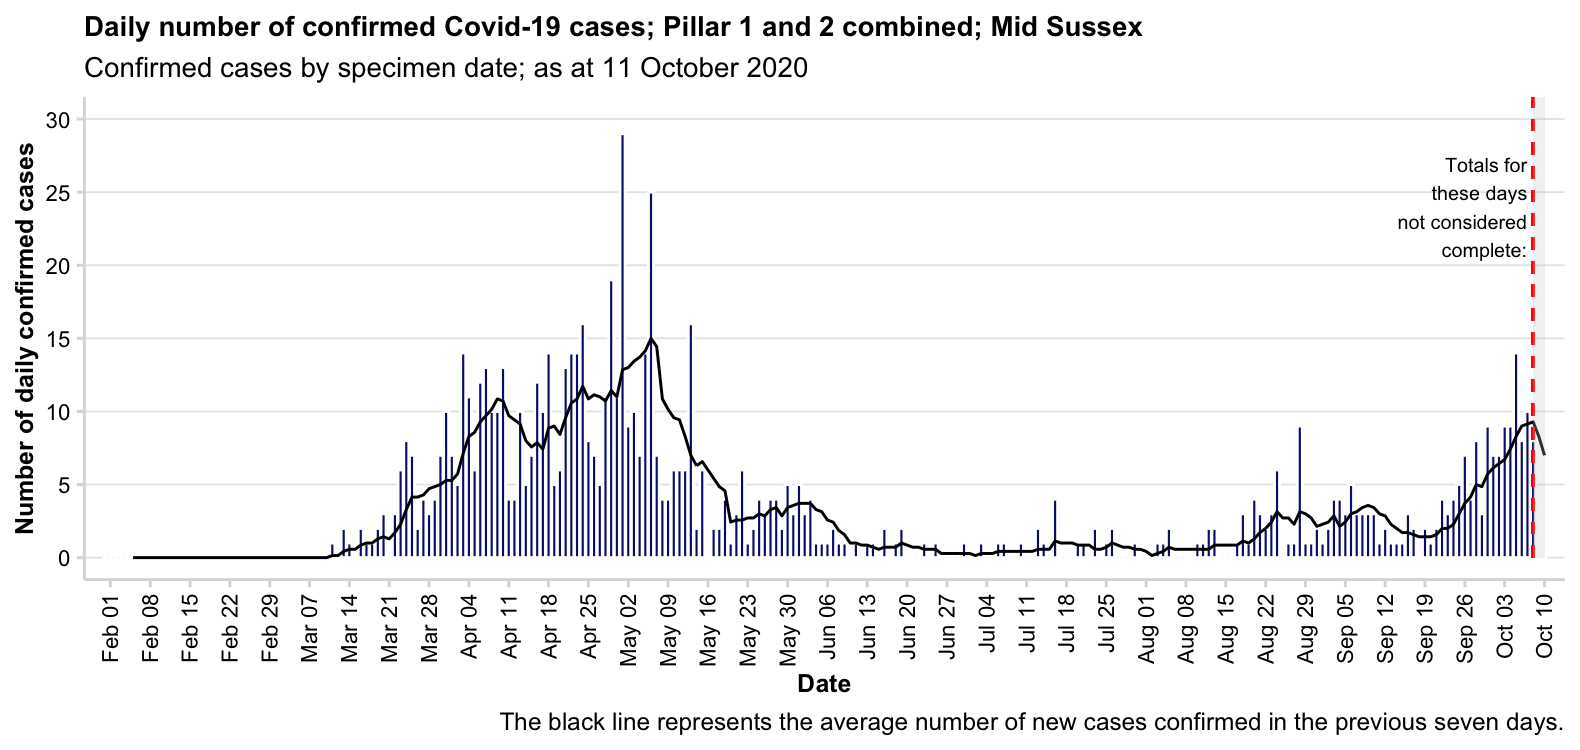 Daily number of confirmed Covid-19 cases; Pillar 1 and 2 combined; Mid Sussex
Confirmed cases by specimen date; as at 11 October 2020
Number of daily confirmed cases
30
25
20
15
10
5
0
Totals for
these days
not considered
complete:
Feb 01
Feb 08
Feb 15
Feb 22
Feb 29
Mar 07
Mar 14
Mar 21
Mar 28
Apr 04
Apr 11
Apr 18
Apr 25
May 02
May 09
May 16
May 23
May 30
Jun 06
Jun 13
Jun 20
Jun 27
Jul 04
Jul 11
Jul 18
Jul 25
Aug 01
Aug 08
Aug 15
Aug 22
Aug 29
Sep 05
Sep 12
Sep 19
Sep 26
Oct 03
Oct 10
Date
The black line represents the average number of new cases confirmed in the previous seven days.